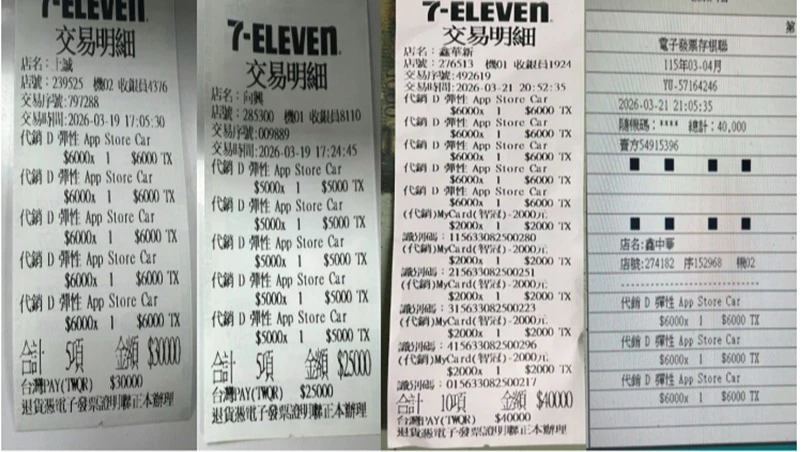 7-ELEVEN
交易明細
店名：上誠
店號：239525 機02 收銀員4376
交易序號:797288
交易時間:2026-03-19 17:05:30
代銷 D 彈性 App Store Car
$6000x 1 $6000 TX
代銷 D 彈性 App Store Car
$6000x 1 $6000 TX
代銷 D 彈性 App Store Car
$6000x 1 $6000 TX
代銷 D 彈性 App Store Car
$6000x 1 $6000 TX
代銷 D 彈性 App Store Car
$6000x 1 $6000 TX
合計 5項 金額 $30000
台灣PAY(TWQR) $30000
退貨憑電子發票證明聯正本辦理
7-ELEVEN
交易明細
店名：向興
店號：285300 機01 收銀員8110
交易序號:009889
交易時間:2026-03-19 17:24:45
代銷 D 彈性 App Store Car
$5000x 1 $5000 TX
代銷 D 彈性 App Store Car
$5000x 1 $5000 TX
代銷 D 彈性 App Store Car
$5000x 1 $5000 TX
代銷 D 彈性 App Store Car
$5000x 1 $5000 TX
代銷 D 彈性 App Store Car
$5000x 1 $5000 TX
合計 5項 金額 $25000
台灣PAY(TWQR) $25000
退貨憑電子發票證明聯正本辦理
7-ELEVEN
交易明細
店名：鑫華新
店號：276513 機01 收銀員1924
交易序號:492619
交易時間:2026-03-21 20:52:35
代銷 D 彈性 App Store Car
$6000x 1 $6000 TX
代銷 D 彈性 App Store Car
$6000x 1 $6000 TX
代銷 D 彈性 App Store Car
$6000x 1 $6000 TX
代銷 D 彈性 App Store Car
$6000x 1 $6000 TX
代銷 D 彈性 App Store Car
$6000x 1 $6000 TX
(代銷)MyCard(智冠)-2000元
$2000x 1 $2000 TX
識別碼：115633082500280
(代銷)MyCard(智冠)-2000元
$2000x 1 $2000 TX
識別碼：215633082500251
(代銷)MyCard(智冠)-2000元
$2000x 1 $2000 TX
識別碼：315633082500223
(代銷)MyCard(智冠)-2000元
$2000x 1 $2000 TX
識別碼：415633082500296
(代銷)MyCard(智冠)-2000元
$2000x 1 $2000 TX
識別碼：015633082500217
合計 10項 金額 $40000
台灣PAY(TWQR) $40000
退貨憑電子發票證明聯正本辦理
第
電子發票存根聯
115年03-04月
YU-57164246
2026-03-21 21:05:35
隨機碼：**** 總計：40,000
賣方54915396
店名:鑫中華
店號:274182 序152968 機02
代銷 D 彈性 App Store Car
$6000x 1 $6000 TX
代銷 D 彈性 App Store Car
$6000x 1 $6000 TX
代銷 D 彈性 App Store Car
$6000x 1 $6000 TX